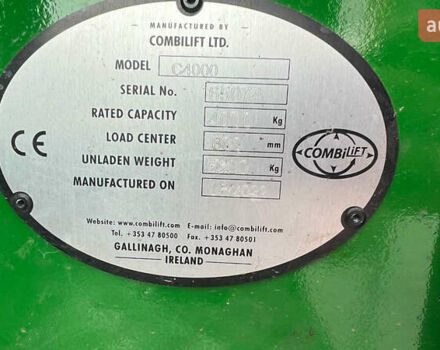 MANUFACTURED BY
COMBILIFT LTD.
MODEL C4000
SERIAL No.
RATED CAPACITY Kg
LOAD CENTER mm
UNLADEN WEIGHT Kg
MANUFACTURED ON
CE
COMBiLiFT
Website: www.combilift.com E-mail: info@combilift.com
Tel. + 353 47 80500 Fax. + 353 47 80501
GALLINAGH, CO. MONAGHAN
IRELAND